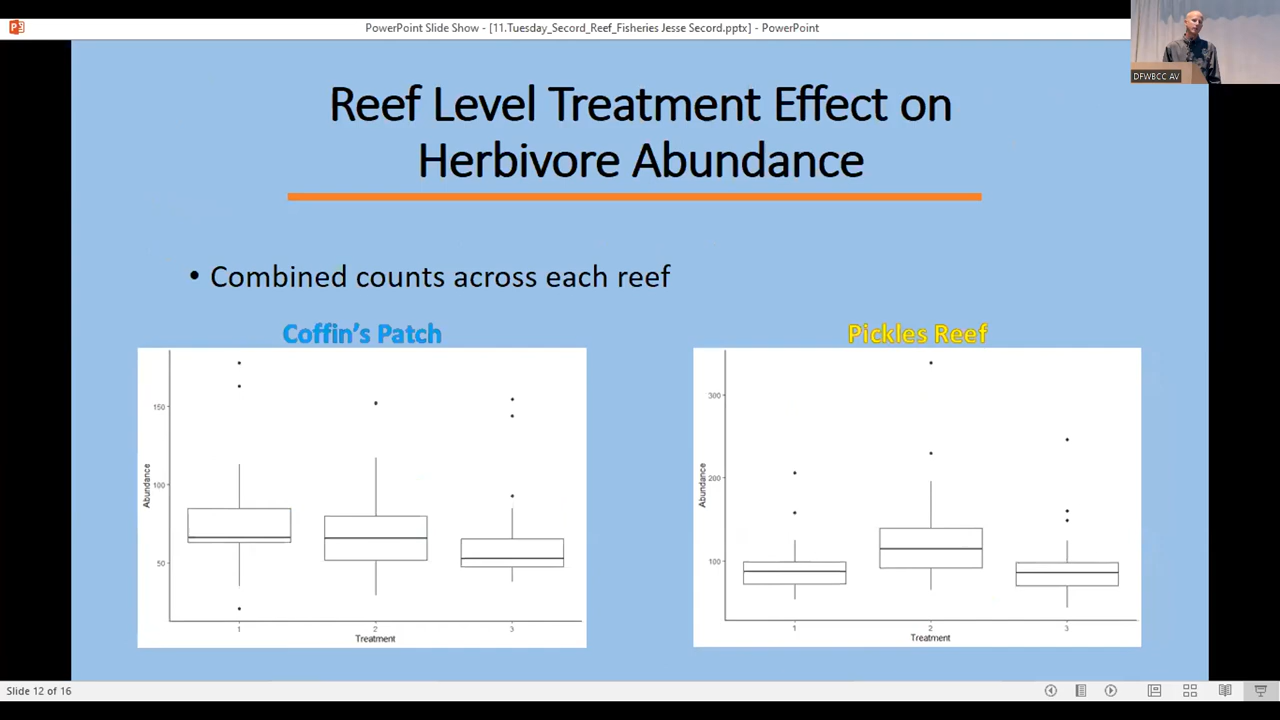 PowerPoint Slide Show - [11.Tuesday_Secord_Reef_Fisheries Jesse Secord.pptx] - PowerPoint
DFWBCC AV
Reef Level Treatment Effect on
Herbivore Abundance
• Combined counts across each reef
Coffin's Patch
150
100
50
Abundance
1 2 3
Treatment
Pickles Reef
300
200
100
Abundance
1 2 3
Treatment
Slide 12 of 16